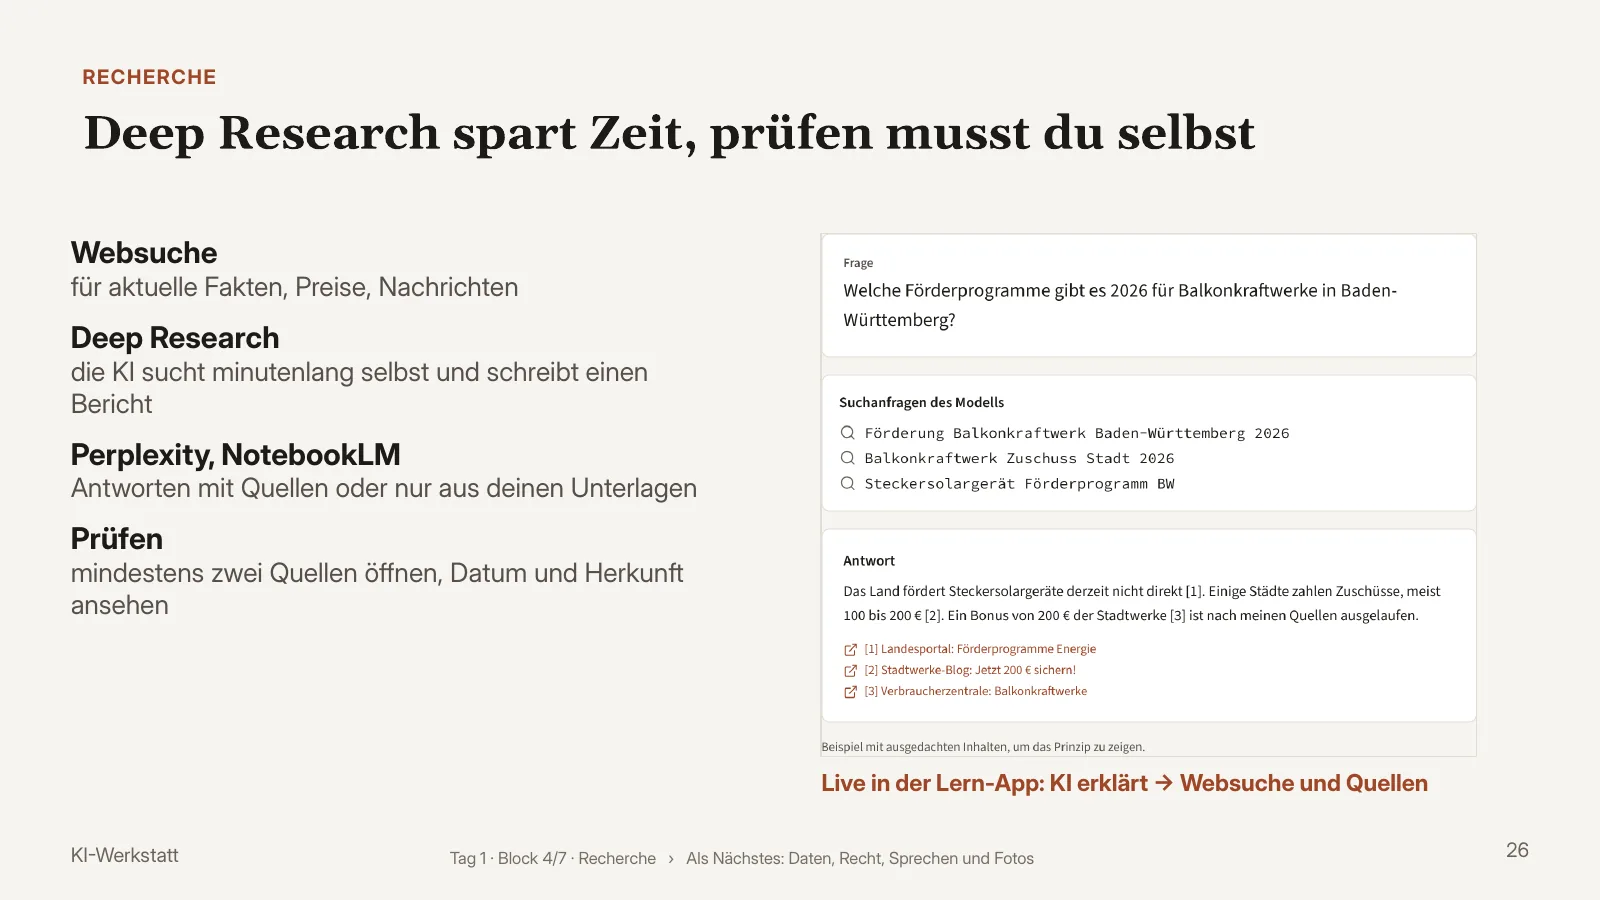 RECHERCHE
Deep Research spart Zeit, prüfen musst du selbst
Websuche
für aktuelle Fakten, Preise, Nachrichten
Deep Research
die KI sucht minutenlang selbst und schreibt einen
Bericht
Perplexity, NotebookLM
Antworten mit Quellen oder nur aus deinen Unterlagen
Prüfen
mindestens zwei Quellen öffnen, Datum und Herkunft
ansehen
Frage
Welche Förderprogramme gibt es 2026 für Balkonkraftwerke in Baden-
Württemberg?
Suchanfragen des Modells
Förderung Balkonkraftwerk Baden-Württemberg 2026
Balkonkraftwerk Zuschuss Stadt 2026
Steckersolargerät Förderprogramm BW
Antwort
Das Land fördert Steckersolargeräte derzeit nicht direkt [1]. Einige Städte zahlen Zuschüsse, meist
100 bis 200 € [2]. Ein Bonus von 200 € der Stadtwerke [3] ist nach meinen Quellen ausgelaufen.
[1] Landesportal: Förderprogramme Energie
[2] Stadtwerke-Blog: Jetzt 200 € sichern!
[3] Verbraucherzentrale: Balkonkraftwerke
Beispiel mit ausgedachten Inhalten, um das Prinzip zu zeigen.
Live in der Lern-App: KI erklärt → Websuche und Quellen
KI-Werkstatt
Tag 1 · Block 4/7 · Recherche › Als Nächstes: Daten, Recht, Sprechen und Fotos
26